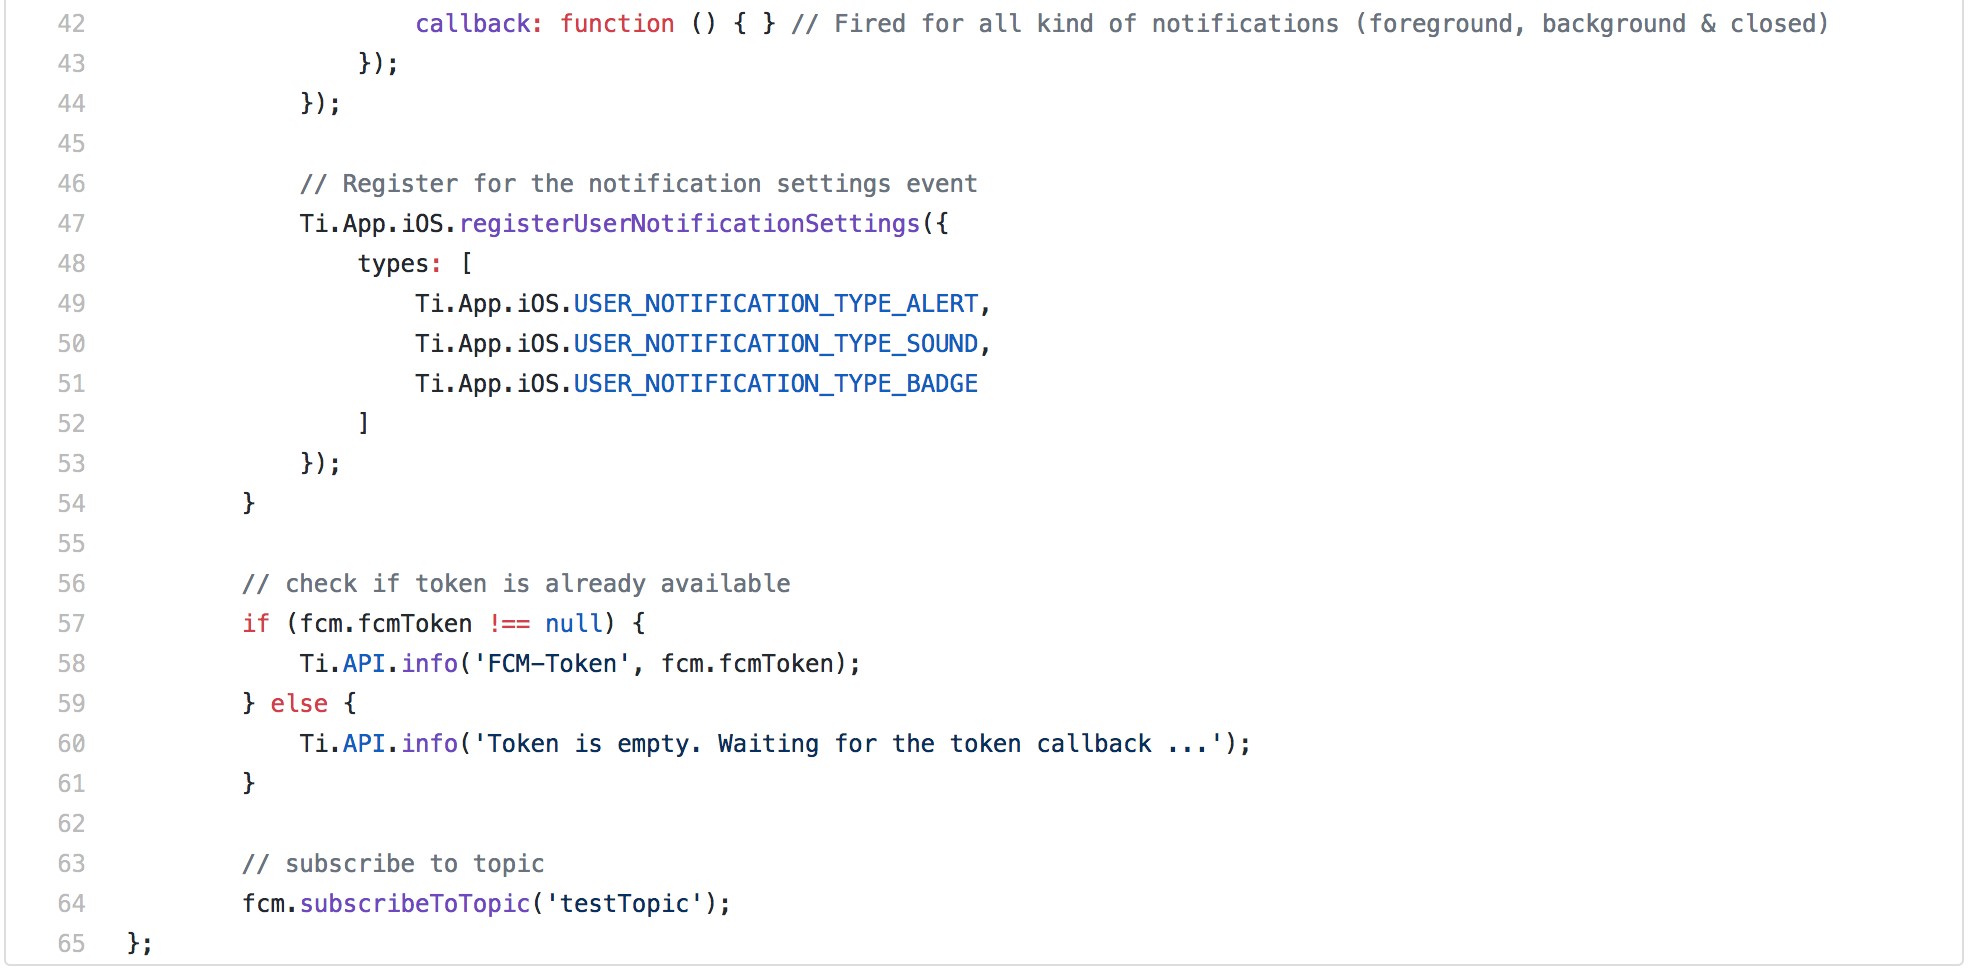 42 callback: function () { } // Fired for all kind of notifications (foreground, background & closed)
43 });
44 });
45
46 // Register for the notification settings event
47 Ti.App.iOS.registerUserNotificationSettings({
48 types: [
49 Ti.App.iOS.USER_NOTIFICATION_TYPE_ALERT,
50 Ti.App.iOS.USER_NOTIFICATION_TYPE_SOUND,
51 Ti.App.iOS.USER_NOTIFICATION_TYPE_BADGE
52 ]
53 });
54 }
55
56 // check if token is already available
57 if (fcm.fcmToken !== null) {
58 Ti.API.info('FCM-Token', fcm.fcmToken);
59 } else {
60 Ti.API.info('Token is empty. Waiting for the token callback ...');
61 }
62
63 // subscribe to topic
64 fcm.subscribeToTopic('testTopic');
65 };